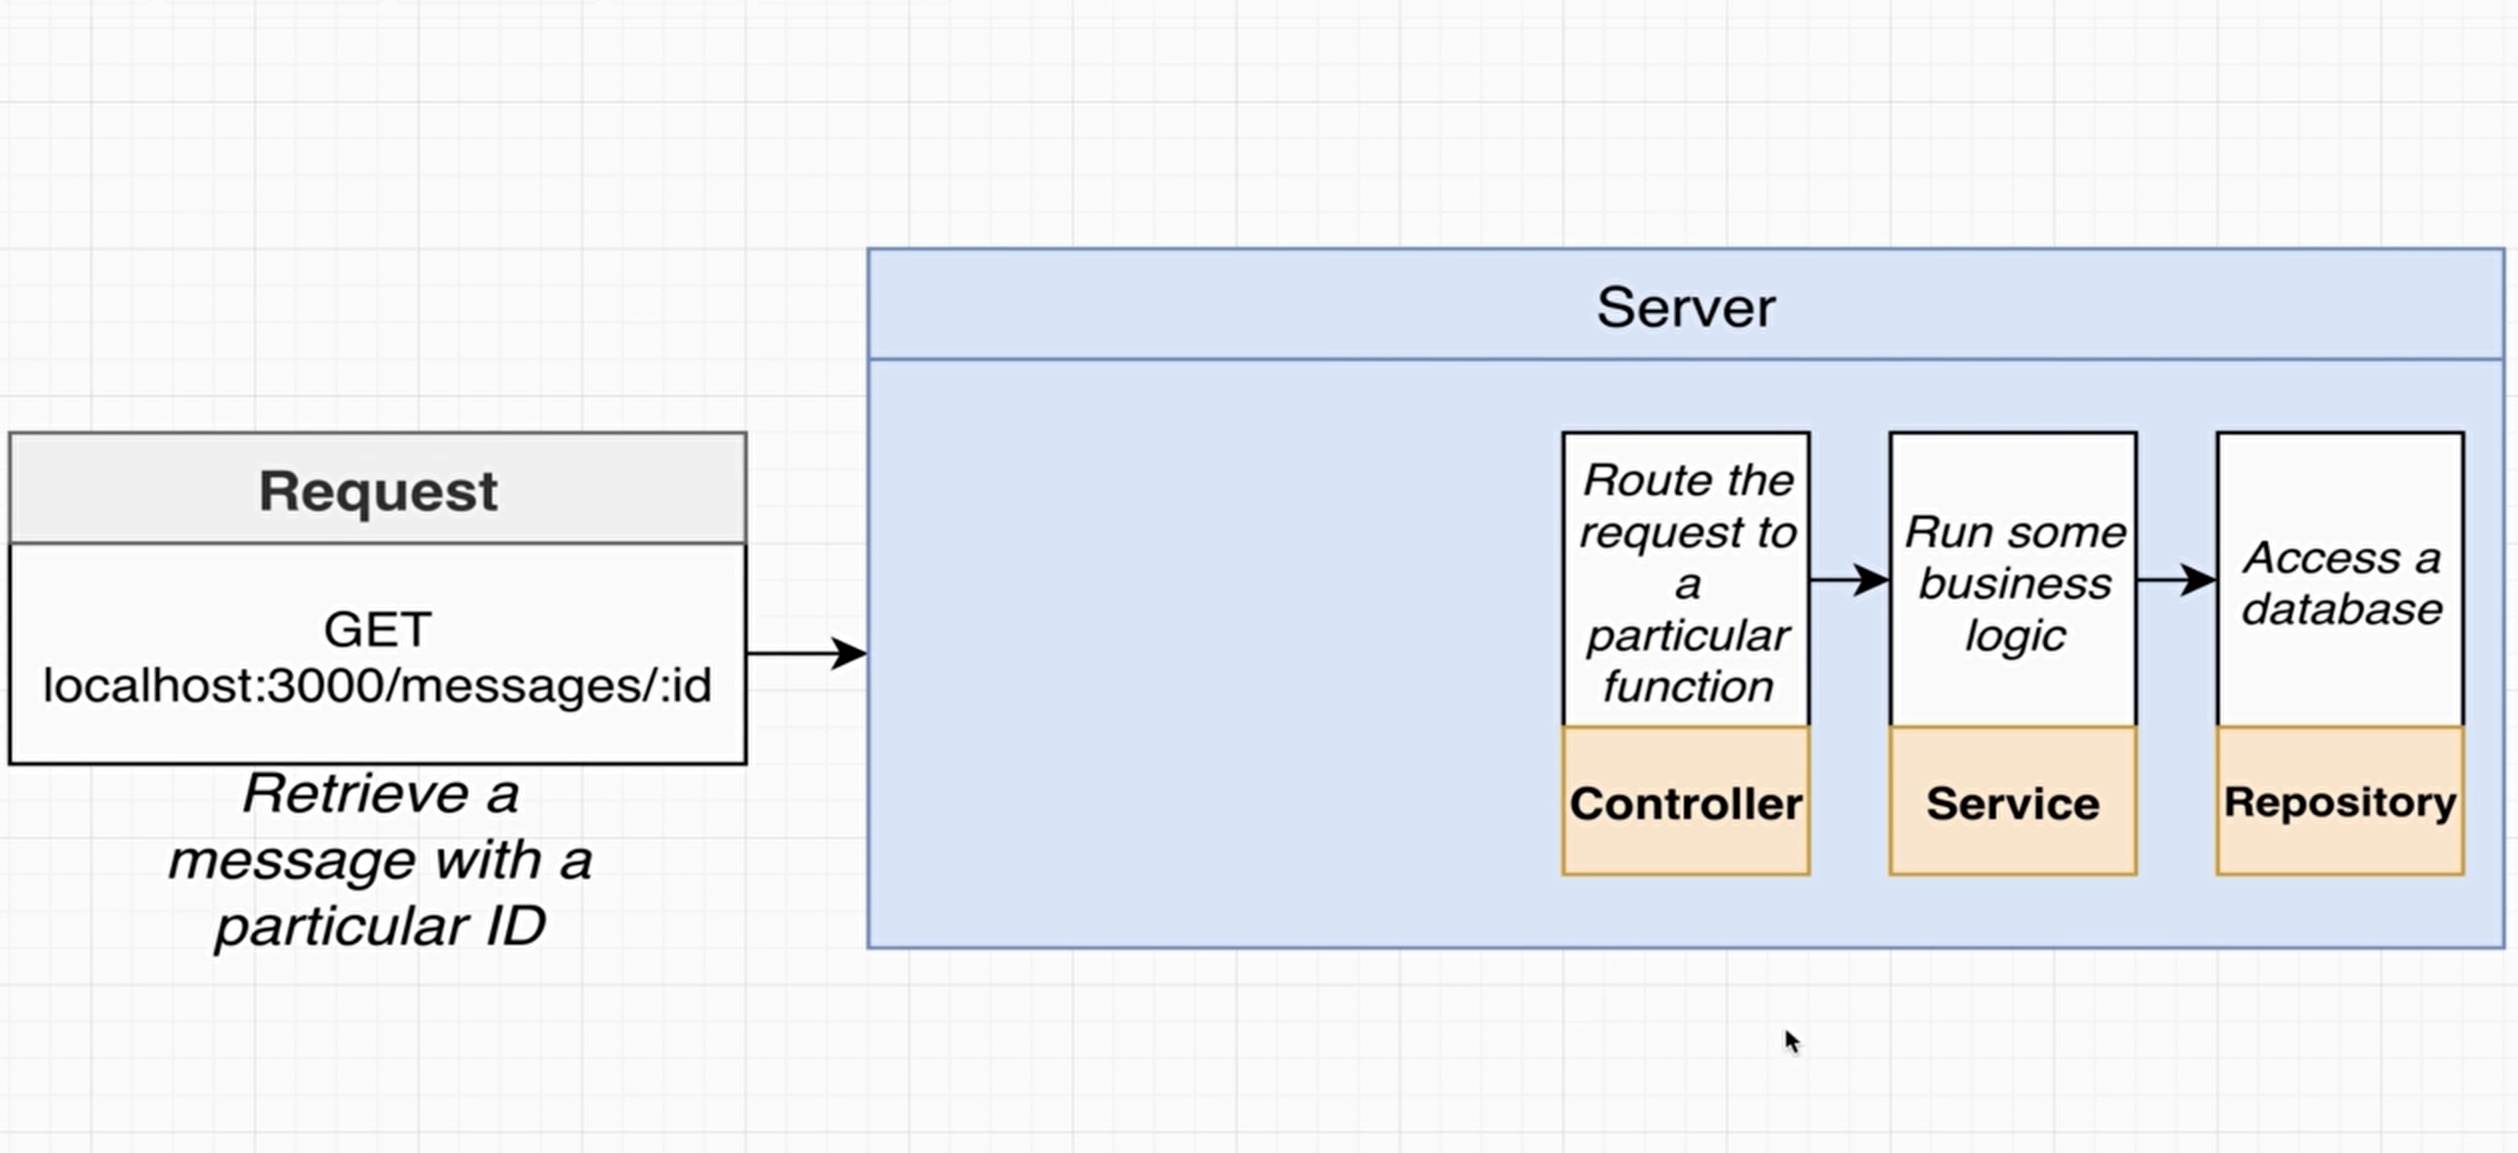 Server
Request
GET
localhost:3000/messages/:id
Retrieve a
message with a
particular ID
Route the
request to
a
particular
function
Controller
Run some
business
logic
Service
Access a
database
Repository